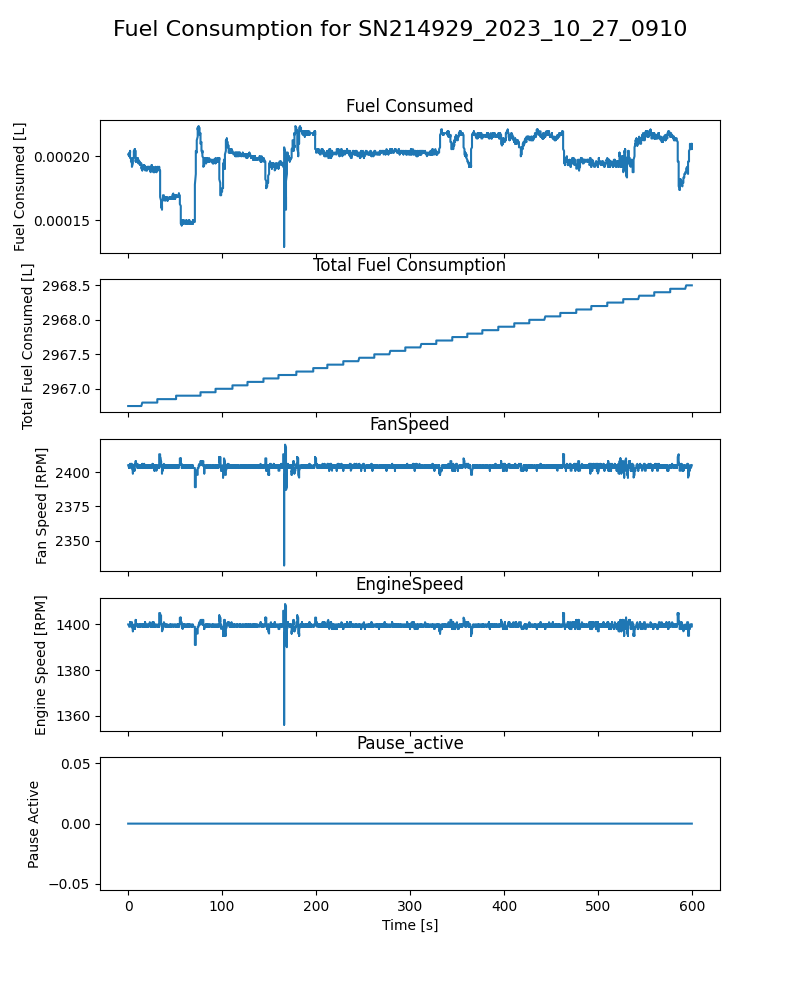 Fuel Consumption for SN214929_2023_10_27_0910
Fuel Consumed
Fuel Consumed [L]
0.00020
0.00015
Total Fuel Consumption
Total Fuel Consumed [L]
2968.5
2968.0
2967.5
2967.0
FanSpeed
Fan Speed [RPM]
2400
2375
2350
EngineSpeed
Engine Speed [RPM]
1400
1380
1360
Pause_active
Pause Active
0.05
0.00
−0.05
0 100 200 300 400 500 600
Time [s]